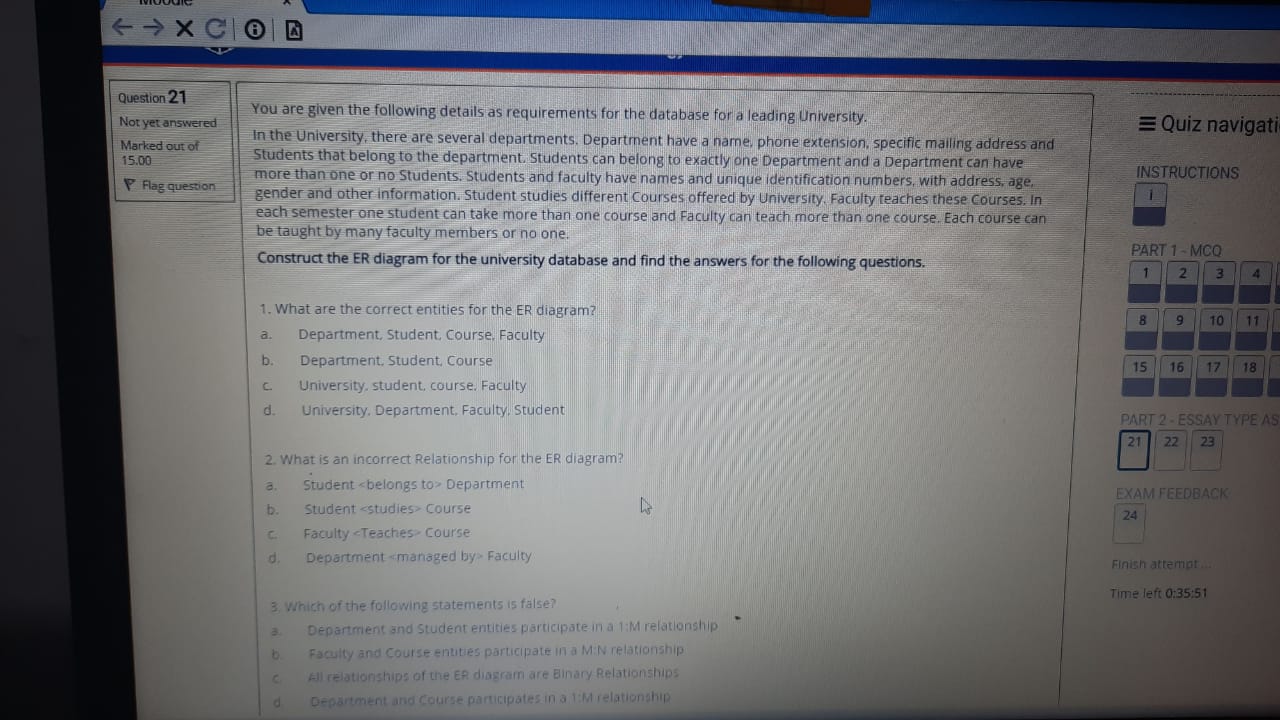 Moodle
Question 21
Not yet answered
Marked out of
15.00
Flag question
You are given the following details as requirements for the database for a leading University.
In the University, there are several departments. Department have a name, phone extension, specific mailing address and
Students that belong to the department. Students can belong to exactly one Department and a Department can have
more than one or no Students. Students and faculty have names and unique identification numbers, with address, age,
gender and other information. Student studies different Courses offered by University. Faculty teaches these Courses. In
each semester one student can take more than one course and Faculty can teach more than one course. Each course can
be taught by many faculty members or no one.
Construct the ER diagram for the university database and find the answers for the following questions.
1. What are the correct entities for the ER diagram?
a. Department, Student, Course, Faculty
b. Department, Student, Course
c. University, student, course, Faculty
d. University, Department, Faculty, Student
2. What is an incorrect Relationship for the ER diagram?
a. Student <belongs to> Department
b. Student <studies> Course
c. Faculty <Teaches> Course
d. Department <managed by> Faculty
3. Which of the following statements is false?
a. Department and Student entities participate in a 1:M relationship
b. Faculty and Course entities participate in a M:N relationship
c. All relationships of the ER diagram are Binary Relationships
d. Department and Course participates in a 1:M relationship
Quiz navigati
INSTRUCTIONS
i
PART 1 - MCQ
1 2 3 4
8 9 10 11
15 16 17 18
PART 2 - ESSAY TYPE AS
21 22 23
EXAM FEEDBACK
24
Finish attempt ...
Time left 0:35:51